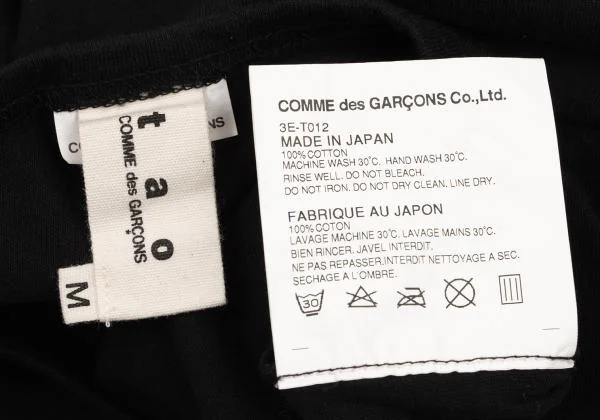 tao
COMME des GARÇONS
M
COMME des GARÇONS Co.,Ltd.
3E-T012
MADE IN JAPAN
100% COTTON
MACHINE WASH 30°C. HAND WASH 30°C.
RINSE WELL. DO NOT BLEACH.
DO NOT IRON. DO NOT DRY CLEAN. LINE DRY.
FABRIQUE AU JAPON
100% COTON
LAVAGE MACHINE 30°C. LAVAGE MAINS 30°C.
BIEN RINCER. JAVEL INTERDIT.
NE PAS REPASSER.INTERDIT NETTOYAGE A SEC.
SECHAGE A L'OMBRE.
30